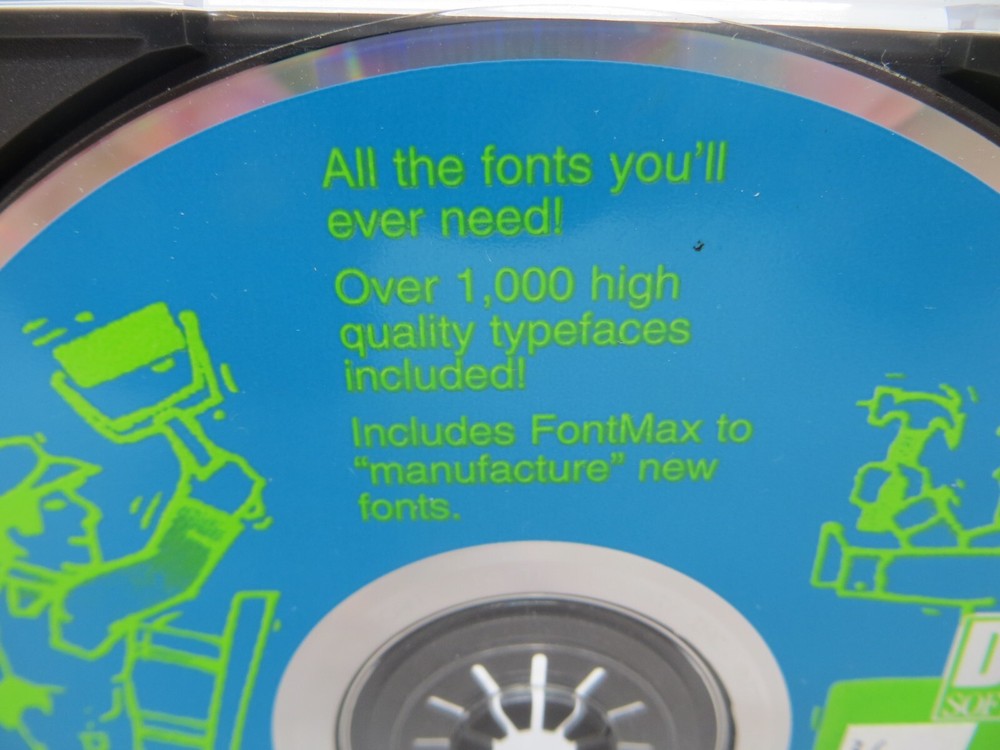 All the fonts you'll
ever need!
Over 1,000 high
quality typefaces
included!
Includes FontMax to
“manufacture” new
fonts.